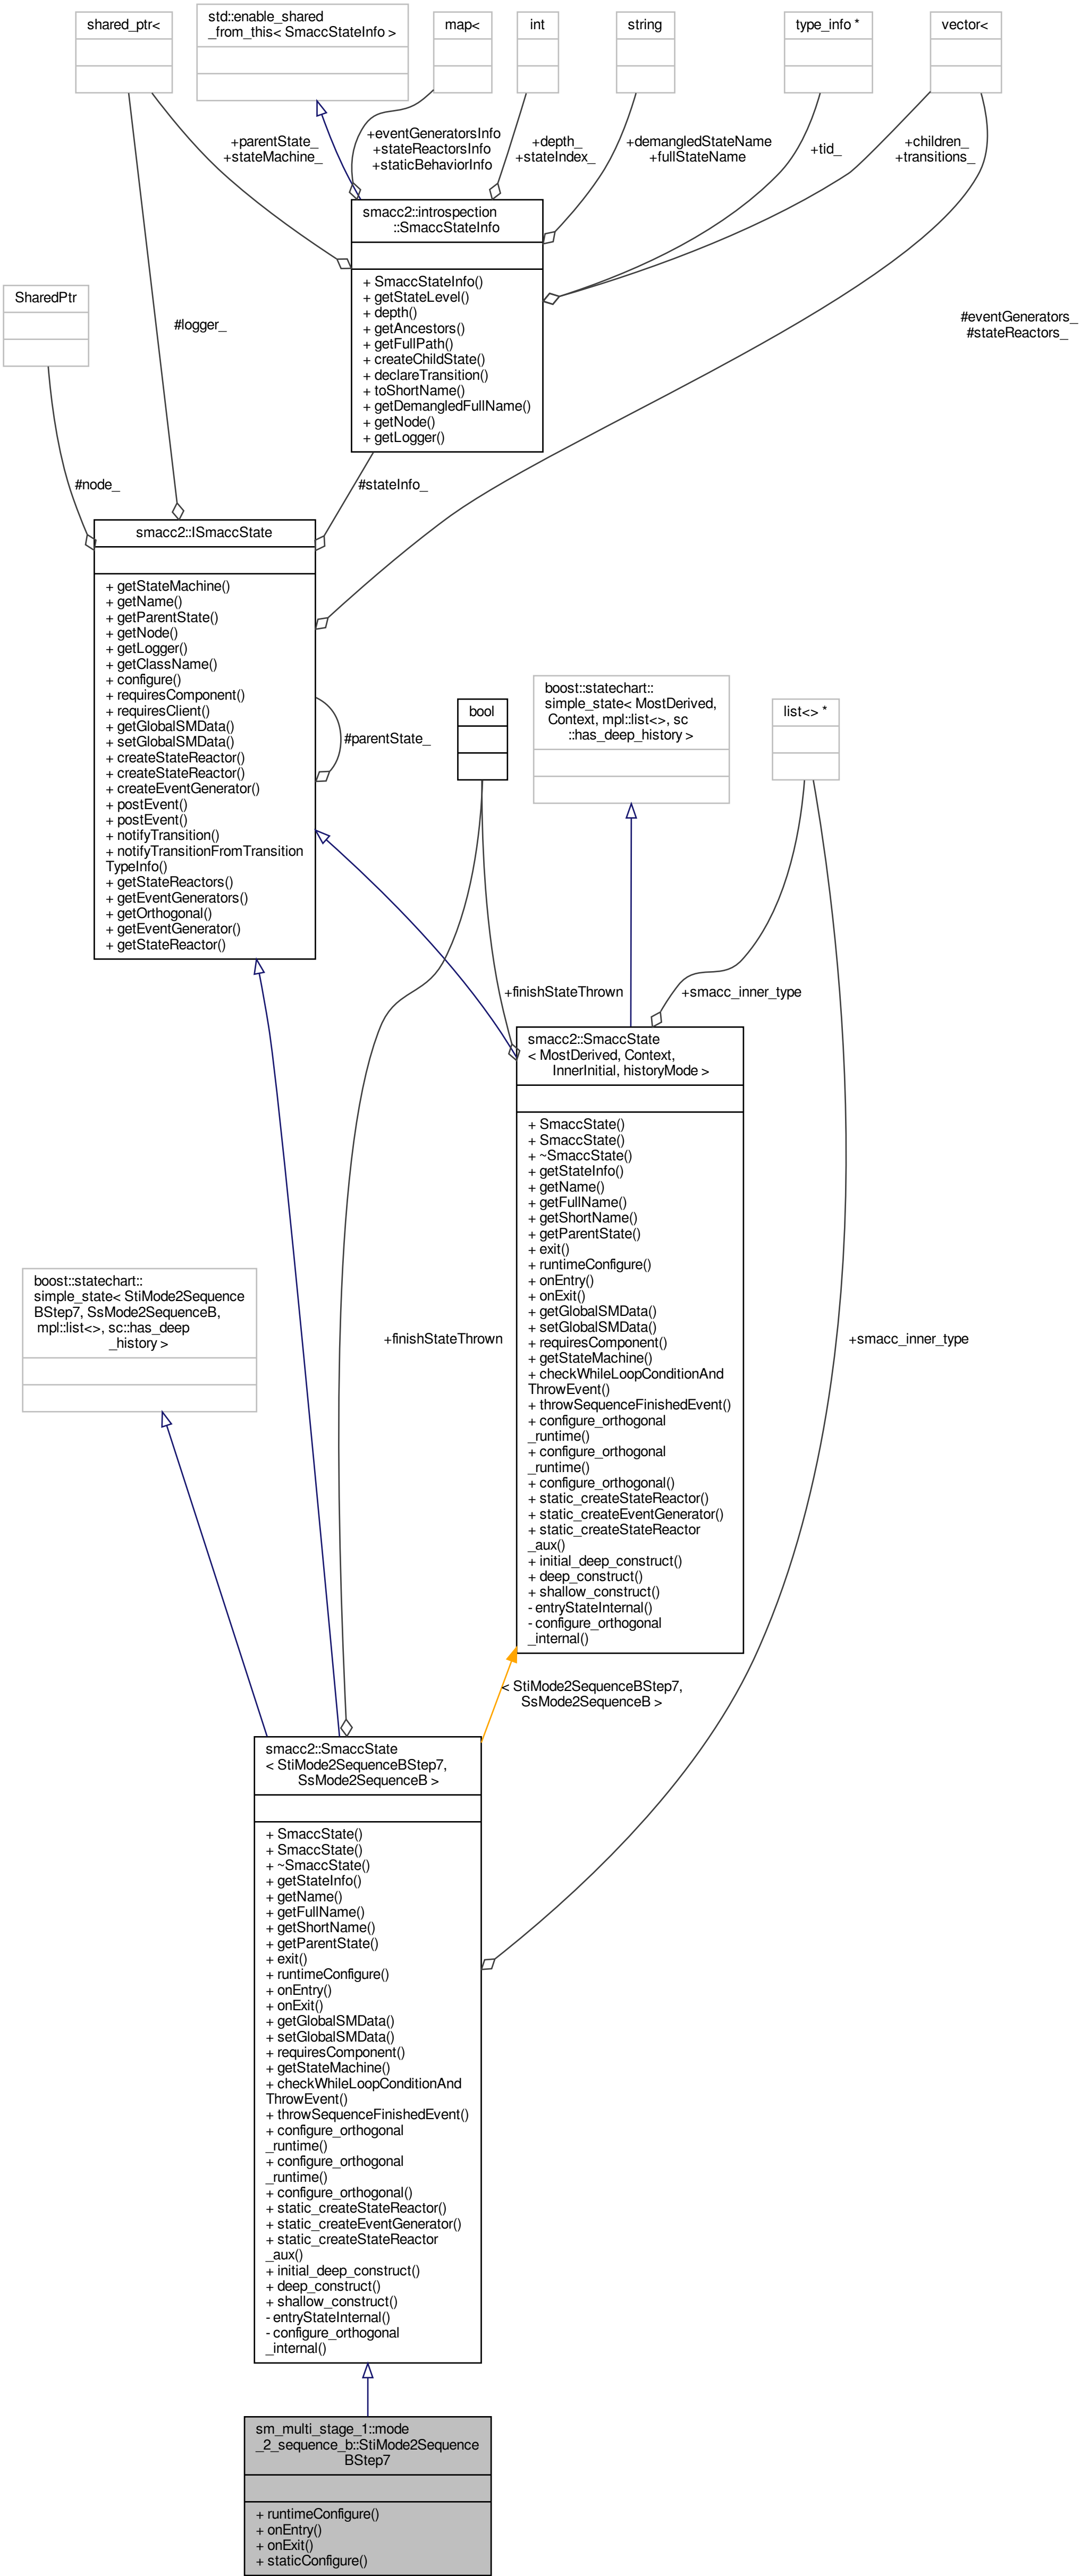 shared_ptr<
std::enable_shared
_from_this< SmaccStateInfo >
map<
int
string
type_info *
vector<
+parentState_
+stateMachine_
+eventGeneratorsInfo
+stateReactorsInfo
+staticBehaviorInfo
+depth_
+stateIndex_
+demangledStateName
+fullStateName
+tid_
+children_
+transitions_
smacc2::introspection
::SmaccStateInfo
+ SmaccStateInfo()
+ getStateLevel()
+ depth()
+ getAncestors()
+ getFullPath()
+ createChildState()
+ declareTransition()
+ toShortName()
+ getDemangledFullName()
+ getNode()
+ getLogger()
SharedPtr
#logger_
#eventGenerators_
#stateReactors_
#node_
#stateInfo_
smacc2::ISmaccState
+ getStateMachine()
+ getName()
+ getParentState()
+ getNode()
+ getLogger()
+ getClassName()
+ configure()
+ requiresComponent()
+ requiresClient()
+ getGlobalSMData()
+ setGlobalSMData()
+ createStateReactor()
+ createStateReactor()
+ createEventGenerator()
+ postEvent()
+ postEvent()
+ notifyTransition()
+ notifyTransitionFromTransition
TypeInfo()
+ getStateReactors()
+ getEventGenerators()
+ getOrthogonal()
+ getEventGenerator()
+ getStateReactor()
#parentState_
bool
boost::statechart::
simple_state< MostDerived,
Context, mpl::list<>, sc
::has_deep_history >
list<> *
+finishStateThrown
+smacc_inner_type
smacc2::SmaccState
< MostDerived, Context,
InnerInitial, historyMode >
+ SmaccState()
+ SmaccState()
+ ~SmaccState()
+ getStateInfo()
+ getName()
+ getFullName()
+ getShortName()
+ getParentState()
+ exit()
+ runtimeConfigure()
+ onEntry()
+ onExit()
+ getGlobalSMData()
+ setGlobalSMData()
+ requiresComponent()
+ getStateMachine()
+ checkWhileLoopConditionAnd
ThrowEvent()
+ throwSequenceFinishedEvent()
+ configure_orthogonal
_runtime()
+ configure_orthogonal
_runtime()
+ configure_orthogonal()
+ static_createStateReactor()
+ static_createEventGenerator()
+ static_createStateReactor
_aux()
+ initial_deep_construct()
+ deep_construct()
+ shallow_construct()
- entryStateInternal()
- configure_orthogonal
_internal()
boost::statechart::
simple_state< StiMode2Sequence
BStep7, SsMode2SequenceB,
mpl::list<>, sc::has_deep
_history >
+finishStateThrown
+smacc_inner_type
< StiMode2SequenceBStep7,
SsMode2SequenceB >
smacc2::SmaccState
< StiMode2SequenceBStep7,
SsMode2SequenceB >
+ SmaccState()
+ SmaccState()
+ ~SmaccState()
+ getStateInfo()
+ getName()
+ getFullName()
+ getShortName()
+ getParentState()
+ exit()
+ runtimeConfigure()
+ onEntry()
+ onExit()
+ getGlobalSMData()
+ setGlobalSMData()
+ requiresComponent()
+ getStateMachine()
+ checkWhileLoopConditionAnd
ThrowEvent()
+ throwSequenceFinishedEvent()
+ configure_orthogonal
_runtime()
+ configure_orthogonal
_runtime()
+ configure_orthogonal()
+ static_createStateReactor()
+ static_createEventGenerator()
+ static_createStateReactor
_aux()
+ initial_deep_construct()
+ deep_construct()
+ shallow_construct()
- entryStateInternal()
- configure_orthogonal
_internal()
sm_multi_stage_1::mode
_2_sequence_b::StiMode2Sequence
BStep7
+ runtimeConfigure()
+ onEntry()
+ onExit()
+ staticConfigure()